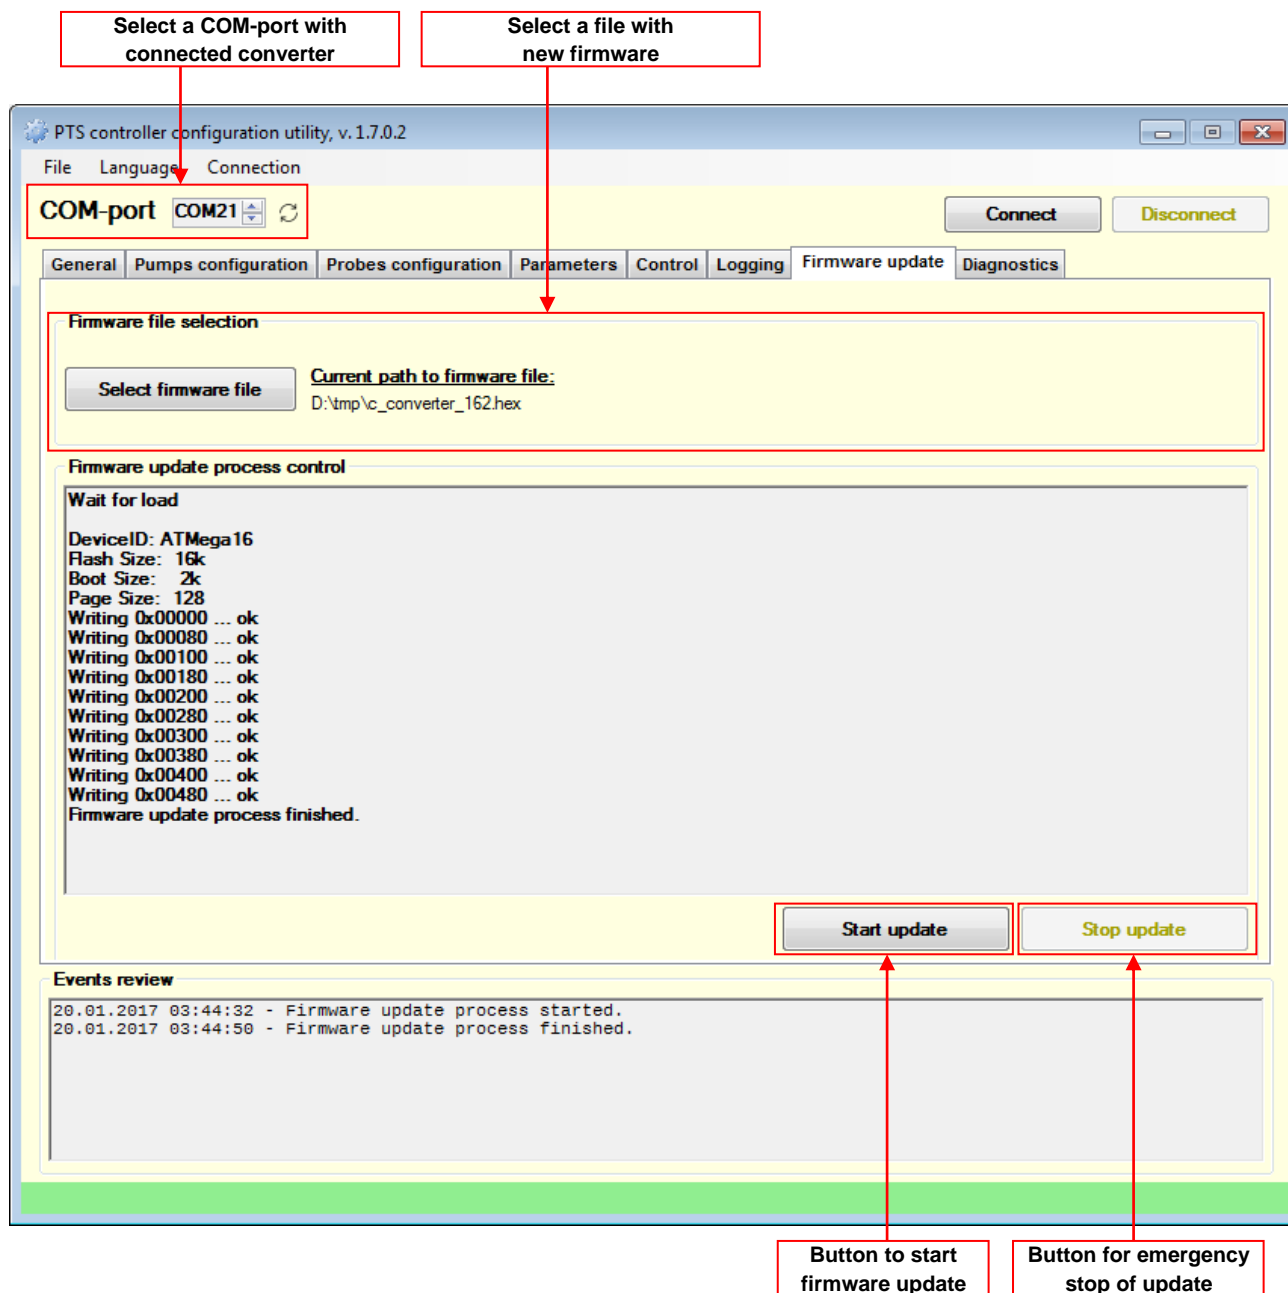 Select a COM-port with
connected converter
Select a file with
new firmware
PTS controller configuration utility, v. 1.7.0.2
File Language Connection
COM-port COM21 Connect Disconnect
General Pumps configuration Probes configuration Parameters Control Logging Firmware update Diagnostics
Firmware file selection
Select firmware file
Current path to firmware file:
D:\tmp\c_converter_162.hex
Firmware update process control
Wait for load
DeviceID: ATMega16
Flash Size: 16k
Boot Size: 2k
Page Size: 128
Writing 0x00000 ... ok
Writing 0x00080 ... ok
Writing 0x00100 ... ok
Writing 0x00180 ... ok
Writing 0x00200 ... ok
Writing 0x00280 ... ok
Writing 0x00300 ... ok
Writing 0x00380 ... ok
Writing 0x00400 ... ok
Writing 0x00480 ... ok
Firmware update process finished.
Start update Stop update
Events review
20.01.2017 03:44:32 - Firmware update process started.
20.01.2017 03:44:50 - Firmware update process finished.
Button to start
firmware update
Button for emergency
stop of update